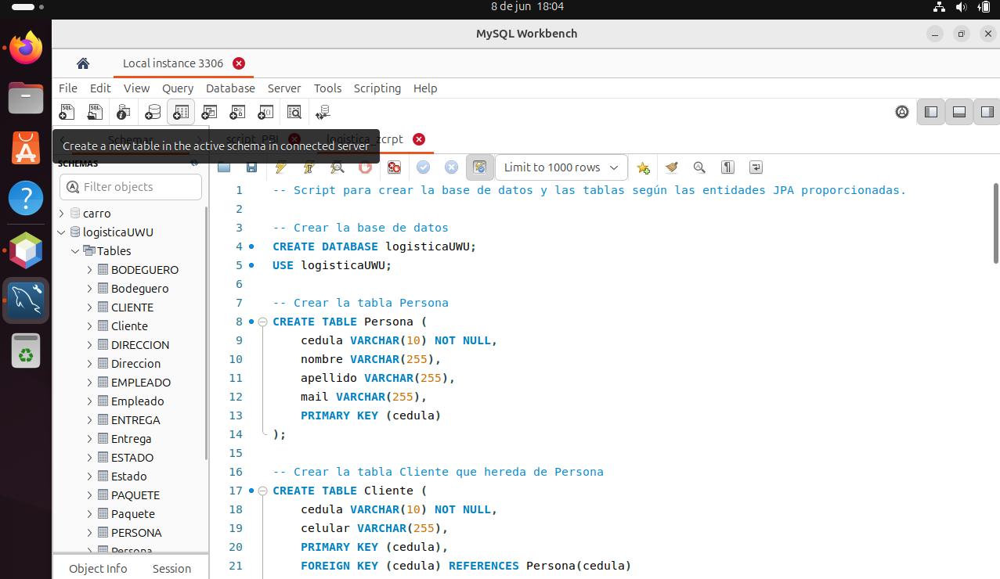 8 de jun 18:04
MySQL Workbench
Local instance 3306
File Edit View Query Database Server Tools Scripting Help
Schemas script_PBI logistica_zcrpt
Create a new table in the active schema in connected server
SCHEMAS
Limit to 1000 rows
Filter objects
carro
logisticaUWU
Tables
BODEGUERO
Bodeguero
CLIENTE
Cliente
DIRECCION
Direccion
EMPLEADO
Empleado
ENTREGA
Entrega
ESTADO
Estado
PAQUETE
Paquete
PERSONA
Persona
Object Info Session
1 -- Script para crear la base de datos y las tablas según las entidades JPA proporcionadas.
2
3 -- Crear la base de datos
4 CREATE DATABASE logisticaUWU;
5 USE logisticaUWU;
6
7 -- Crear la tabla Persona
8 CREATE TABLE Persona (
9 cedula VARCHAR(10) NOT NULL,
10 nombre VARCHAR(255),
11 apellido VARCHAR(255),
12 mail VARCHAR(255),
13 PRIMARY KEY (cedula)
14 );
15
16 -- Crear la tabla Cliente que hereda de Persona
17 CREATE TABLE Cliente (
18 cedula VARCHAR(10) NOT NULL,
19 celular VARCHAR(255),
20 PRIMARY KEY (cedula),
21 FOREIGN KEY (cedula) REFERENCES Persona(cedula)